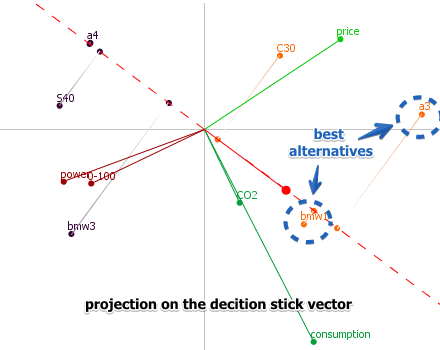 a4
C30
price
S40
a3
best
alternatives
power
0-100
CO2
bmw1
bmw3
projection on the decition stick vector
consumption